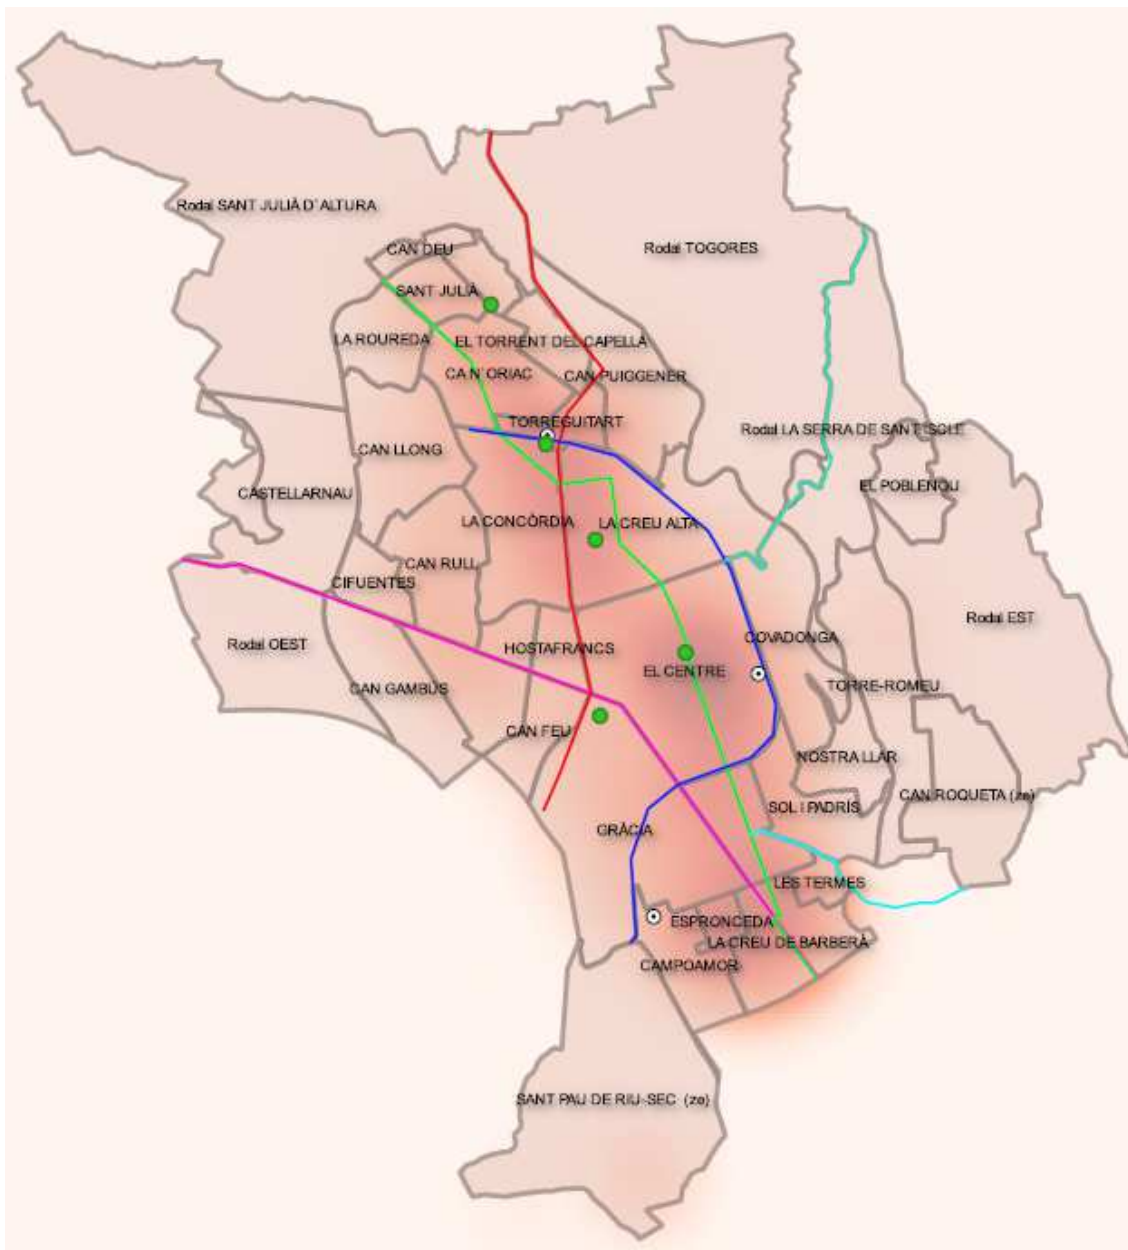 Rodal SANT JULIÀ D´ALTURA
CAN DEU
Rodal TOGORES
SANT JULIÀ
LA ROUREDA
EL TORRENT DEL CAPELLÀ
CA N´ORIAC
CAN PUIGGENER
TORREGUITART
Rodal LA SERRA DE SANT ISCLE
CAN LLONG
EL POBLENOU
CASTELLARNAU
LA CONCÒRDIA
LA CREU ALTA
CAN RULL
CIFUENTES
Rodal EST
Rodal OEST
HOSTAFRANCS
COVADONGA
EL CENTRE
CAN GAMBÚS
TORRE-ROMEU
CAN FEU
NOSTRA LLAR
CAN ROQUETA (ze)
SOL I PADRÍS
GRÀCIA
LES TERMES
ESPRONCEDA
LA CREU DE BARBERÀ
CAMPOAMOR
SANT PAU DE RIU-SEC (ze)